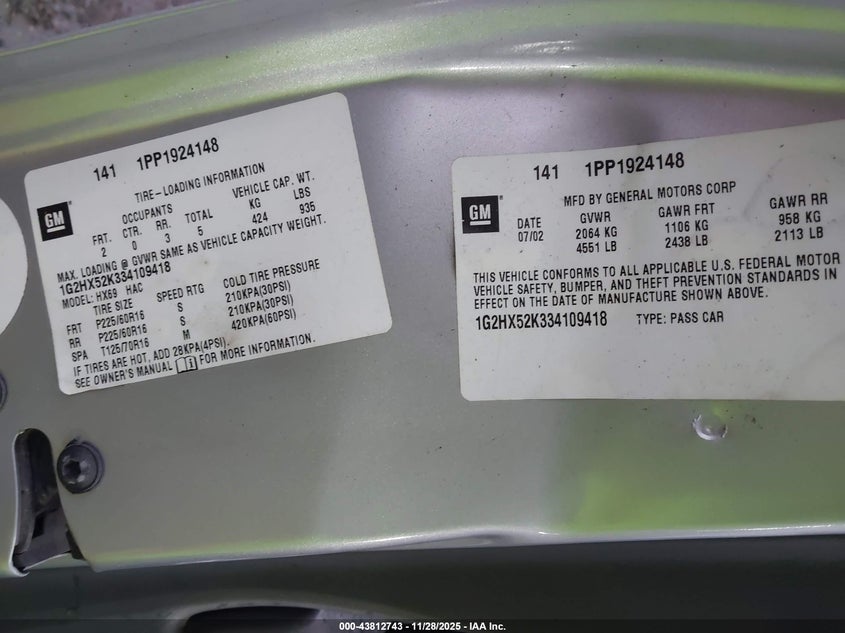 141 1PP1924148
TIRE-LOADING INFORMATION
OCCUPANTS VEHICLE CAP. WT.
FRT. CTR. RR. TOTAL KG LBS
2 0 3 5 424 935
MAX. LOADING @ GVWR SAME AS VEHICLE CAPACITY WEIGHT.
1G2HX52K334109418
MODEL: HX69 HAC
TIRE SIZE SPEED RTG COLD TIRE PRESSURE
FRT P225/60R16 S 210KPA(30PSI)
RR P225/60R16 S 210KPA(30PSI)
SPA T125/70R16 M 420KPA(60PSI)
IF TIRES ARE HOT, ADD 28KPA(4PSI).
SEE OWNER'S MANUAL FOR MORE INFORMATION.
GM
141 1PP1924148
MFD BY GENERAL MOTORS CORP
GM
DATE GVWR GAWR FRT GAWR RR
07/02 2064 KG 1106 KG 958 KG
4551 LB 2438 LB 2113 LB
THIS VEHICLE CONFORMS TO ALL APPLICABLE U.S. FEDERAL MOTOR
VEHICLE SAFETY, BUMPER, AND THEFT PREVENTION STANDARDS IN
EFFECT ON THE DATE OF MANUFACTURE SHOWN ABOVE.
1G2HX52K334109418 TYPE: PASS CAR
000-43812743 - 11/28/2025 - IAA Inc.